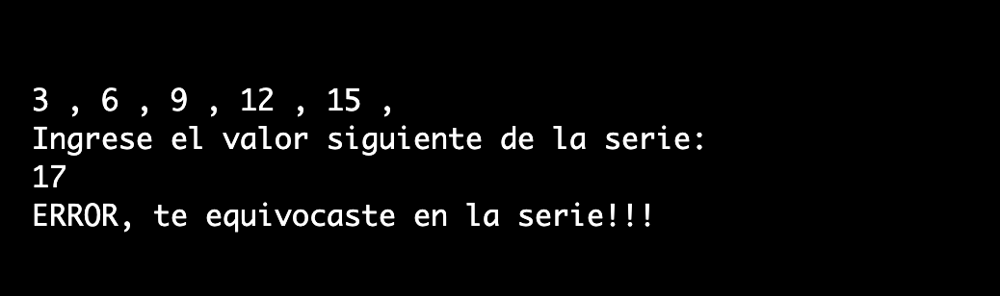 3 , 6 , 9 , 12 , 15 ,
Ingrese el valor siguiente de la serie:
17
ERROR, te equivocaste en la serie!!!